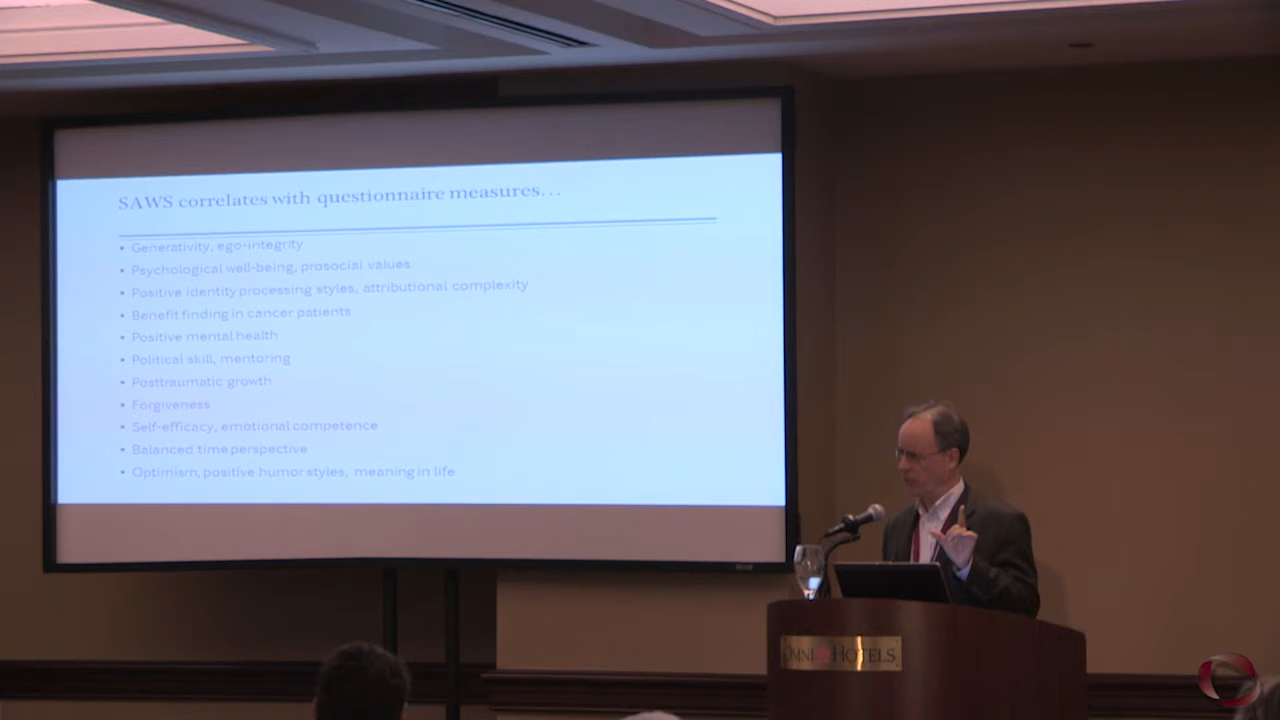 SAWS correlates with questionnaire measures...
• Generativity, ego-integrity
• Psychological well-being, prosocial values
• Positive identity processing styles, attributional complexity
• Benefit finding in cancer patients
• Positive mental health
• Political skill, mentoring
• Posttraumatic growth
• Forgiveness
• Self-efficacy, emotional competence
• Balanced time perspective
• Optimism, positive humor styles, meaning in life
OMNI HOTELS